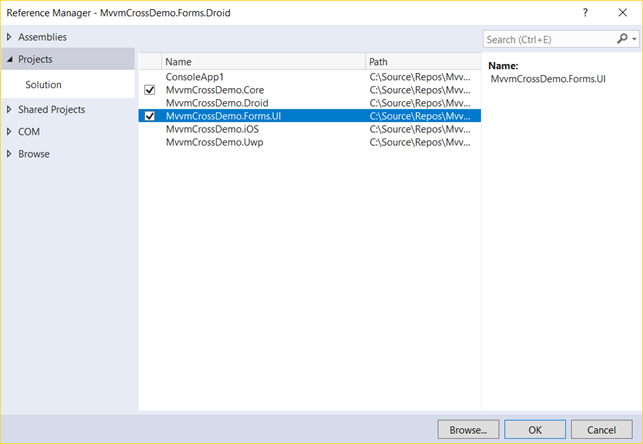 Reference Manager - MvvmCrossDemo.Forms.Droid
Assemblies
Search (Ctrl+E)
Projects
Solution
Shared Projects
COM
Browse
Name Path
ConsoleApp1 C:\Source\Repos\Mvv...
MvvmCrossDemo.Core C:\Source\Repos\Mvv...
MvvmCrossDemo.Droid C:\Source\Repos\Mvv...
MvvmCrossDemo.Forms.UI C:\Source\Repos\Mvv...
MvvmCrossDemo.iOS C:\Source\Repos\Mvv...
MvvmCrossDemo.Uwp C:\Source\Repos\Mvv...
Name:
MvvmCrossDemo.Forms.UI
Browse... OK Cancel